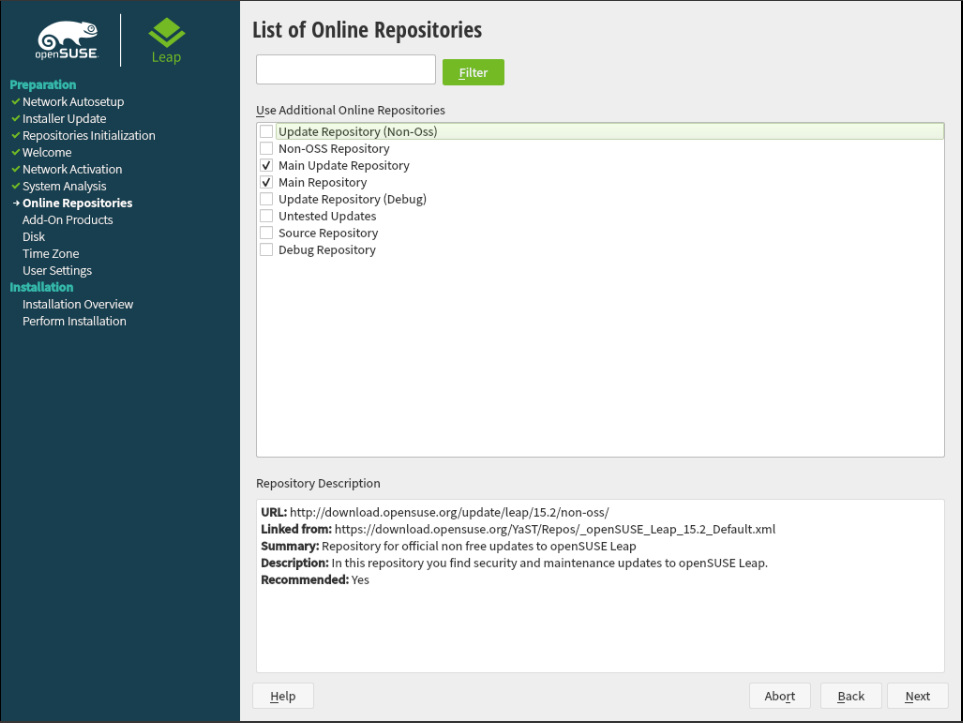 openSUSE.
Leap
Preparation
Network Autosetup
Installer Update
Repositories Initialization
Welcome
Network Activation
System Analysis
Online Repositories
Add-On Products
Disk
Time Zone
User Settings
Installation
Installation Overview
Perform Installation
List of Online Repositories
Filter
Use Additional Online Repositories
Update Repository (Non-Oss)
Non-OSS Repository
Main Update Repository
Main Repository
Update Repository (Debug)
Untested Updates
Source Repository
Debug Repository
Repository Description
URL: http://download.opensuse.org/update/leap/15.2/non-oss/
Linked from: https://download.opensuse.org/YaST/Repos/_openSUSE_Leap_15.2_Default.xml
Summary: Repository for official non free updates to openSUSE Leap
Description: In this repository you find security and maintenance updates to openSUSE Leap.
Recommended: Yes
Help
Abort
Back
Next